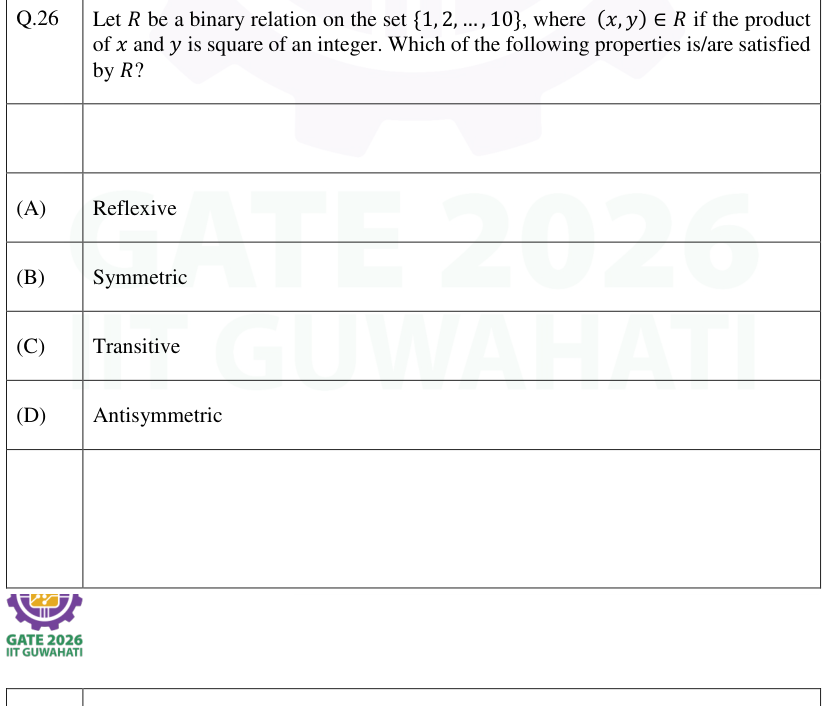 Q.26 Let R be a binary relation on the set {1, 2, … , 10}, where (x, y) ∈ R if the product
of x and y is square of an integer. Which of the following properties is/are satisfied
by R?
(A) Reflexive
(B) Symmetric
(C) Transitive
(D) Antisymmetric
GATE 2026
IIT GUWAHATI
GATE 2026
IIT GUWAHATI